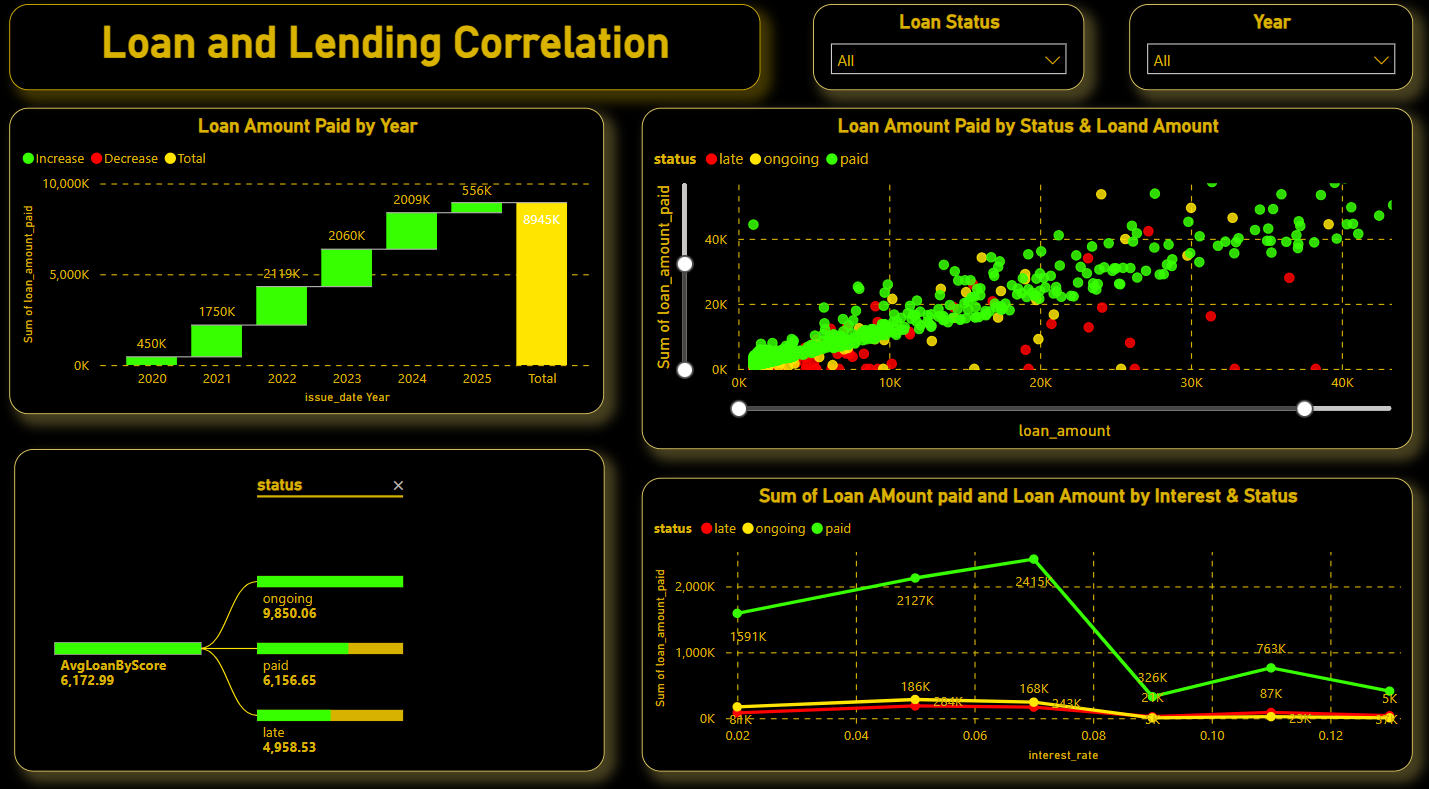 Loan and Lending Correlation
Loan Status
All
Year
All
Loan Amount Paid by Year
Increase Decrease Total
Sum of loan_amount_paid
10,000K
5,000K
0K
450K
1750K
2119K
2060K
2009K
556K
8945K
2020 2021 2022 2023 2024 2025 Total
issue_date Year
Loan Amount Paid by Status & Loand Amount
status late ongoing paid
Sum of loan_amount_paid
40K
20K
0K
0K 10K 20K 30K 40K
loan_amount
status ×
AvgLoanByScore
6,172.99
ongoing
9,850.06
paid
6,156.65
late
4,958.53
Sum of Loan AMount paid and Loan Amount by Interest & Status
status late ongoing paid
Sum of loan_amount_paid
2,000K
1,000K
0K
1591K
2127K
2415K
326K
763K
5K
81K
186K
284K
168K
243K
87K
23K
0.02 0.04 0.06 0.08 0.10 0.12
interest_rate